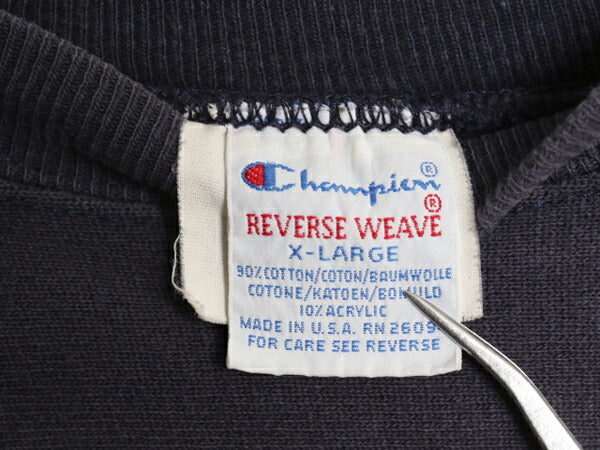 Champion®
REVERSE WEAVE®
X-LARGE
90% COTTON/COTON/BAUMWOLLE
COTONE/KATOEN/BOMULD
10% ACRYLIC
MADE IN U.S.A. RN 2609
FOR CARE SEE REVERSE